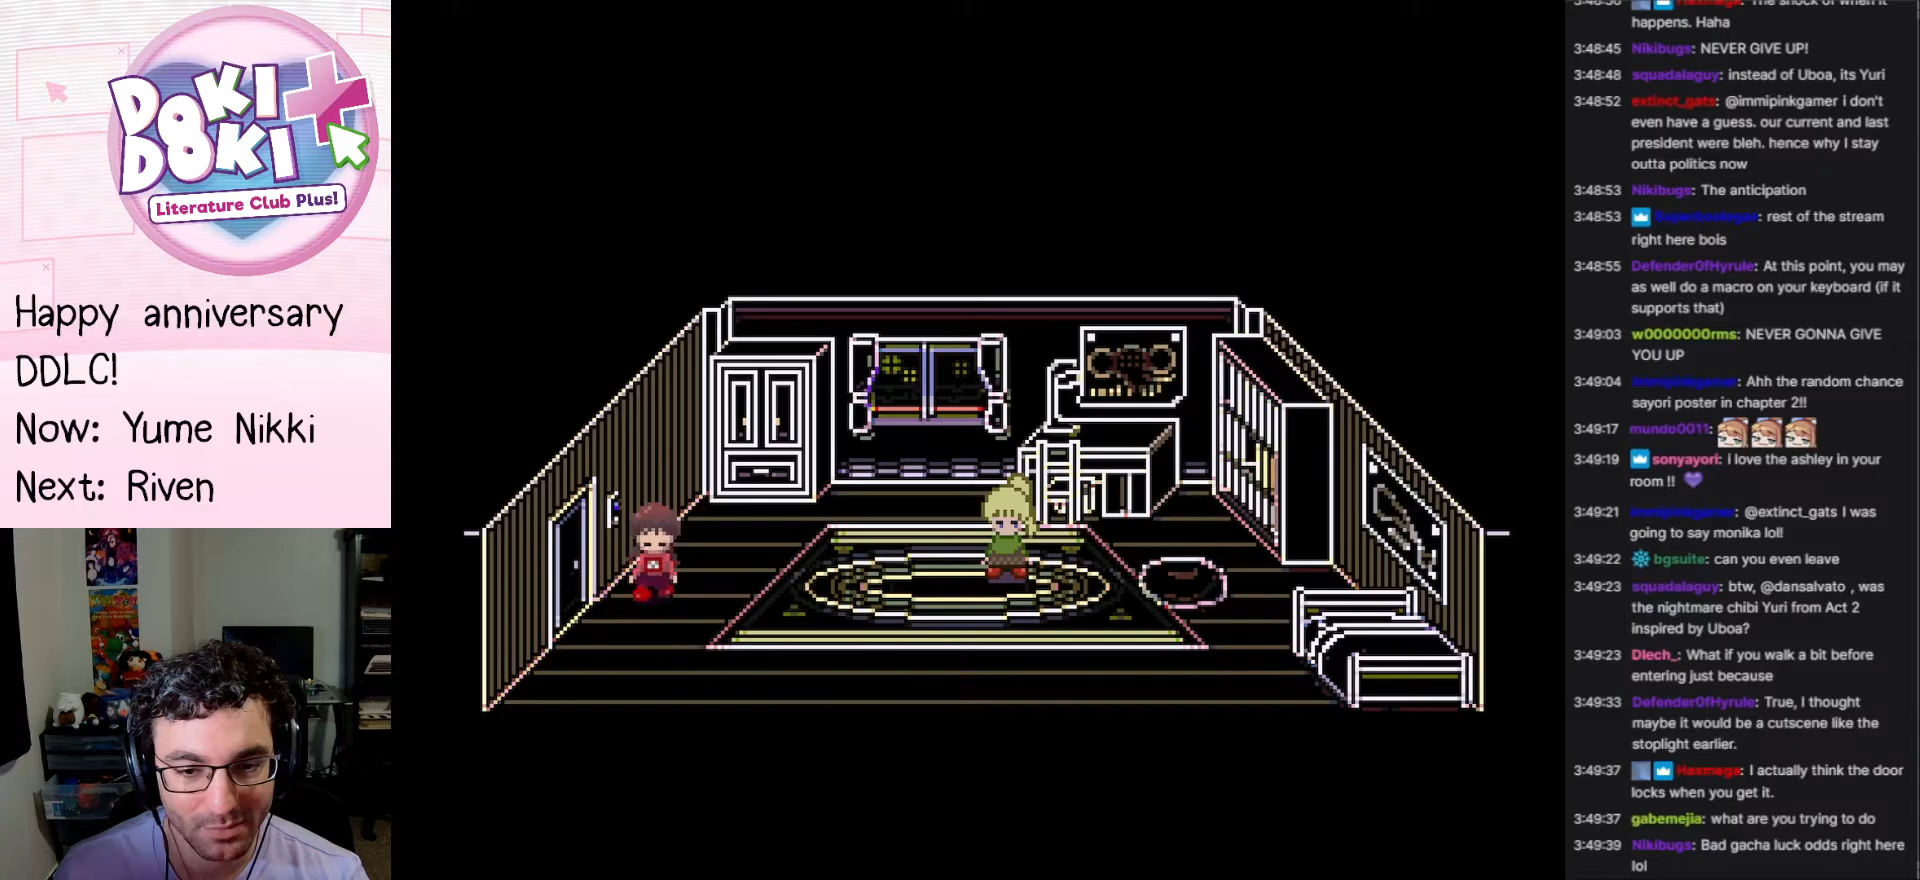 DOKI
DOKI
Literature Club Plus!
Happy anniversary
DDLC!
Now: Yume Nikki
Next: Riven
happens. Haha
3:48:45 Nikibugs: NEVER GIVE UP!
3:48:48 squadalaguy: instead of Uboa, its Yuri
3:48:52 extinct_gats: @immipinkgamer i don't
even have a guess. our current and last
president were bleh. hence why I stay
outta politics now
3:48:53 Nikibugs: The anticipation
3:48:53 : rest of the stream
right here bois
3:48:55 DefenderOfHyrule: At this point, you may
as well do a macro on your keyboard (if it
supports that)
3:49:03 w0000000rms: NEVER GONNA GIVE
YOU UP
3:49:04 immipinkgamer: Ahh the random chance
sayori poster in chapter 2!!
3:49:17 mundo0011:
3:49:19 sonyayori: i love the ashley in your
room !!
3:49:21 immipinkgamer: @extinct_gats I was
going to say monika lol!
3:49:22 bgsuite: can you even leave
3:49:23 squadalaguy: btw, @dansalvato , was
the nightmare chibi Yuri from Act 2
inspired by Uboa?
3:49:23 Dlech_: What if you walk a bit before
entering just because
3:49:33 DefenderOfHyrule: True, I thought
maybe it would be a cutscene like the
stoplight earlier.
3:49:37 Haxmega: I actually think the door
locks when you get it.
3:49:37 gabemejia: what are you trying to do
3:49:39 Nikibugs: Bad gacha luck odds right here
lol